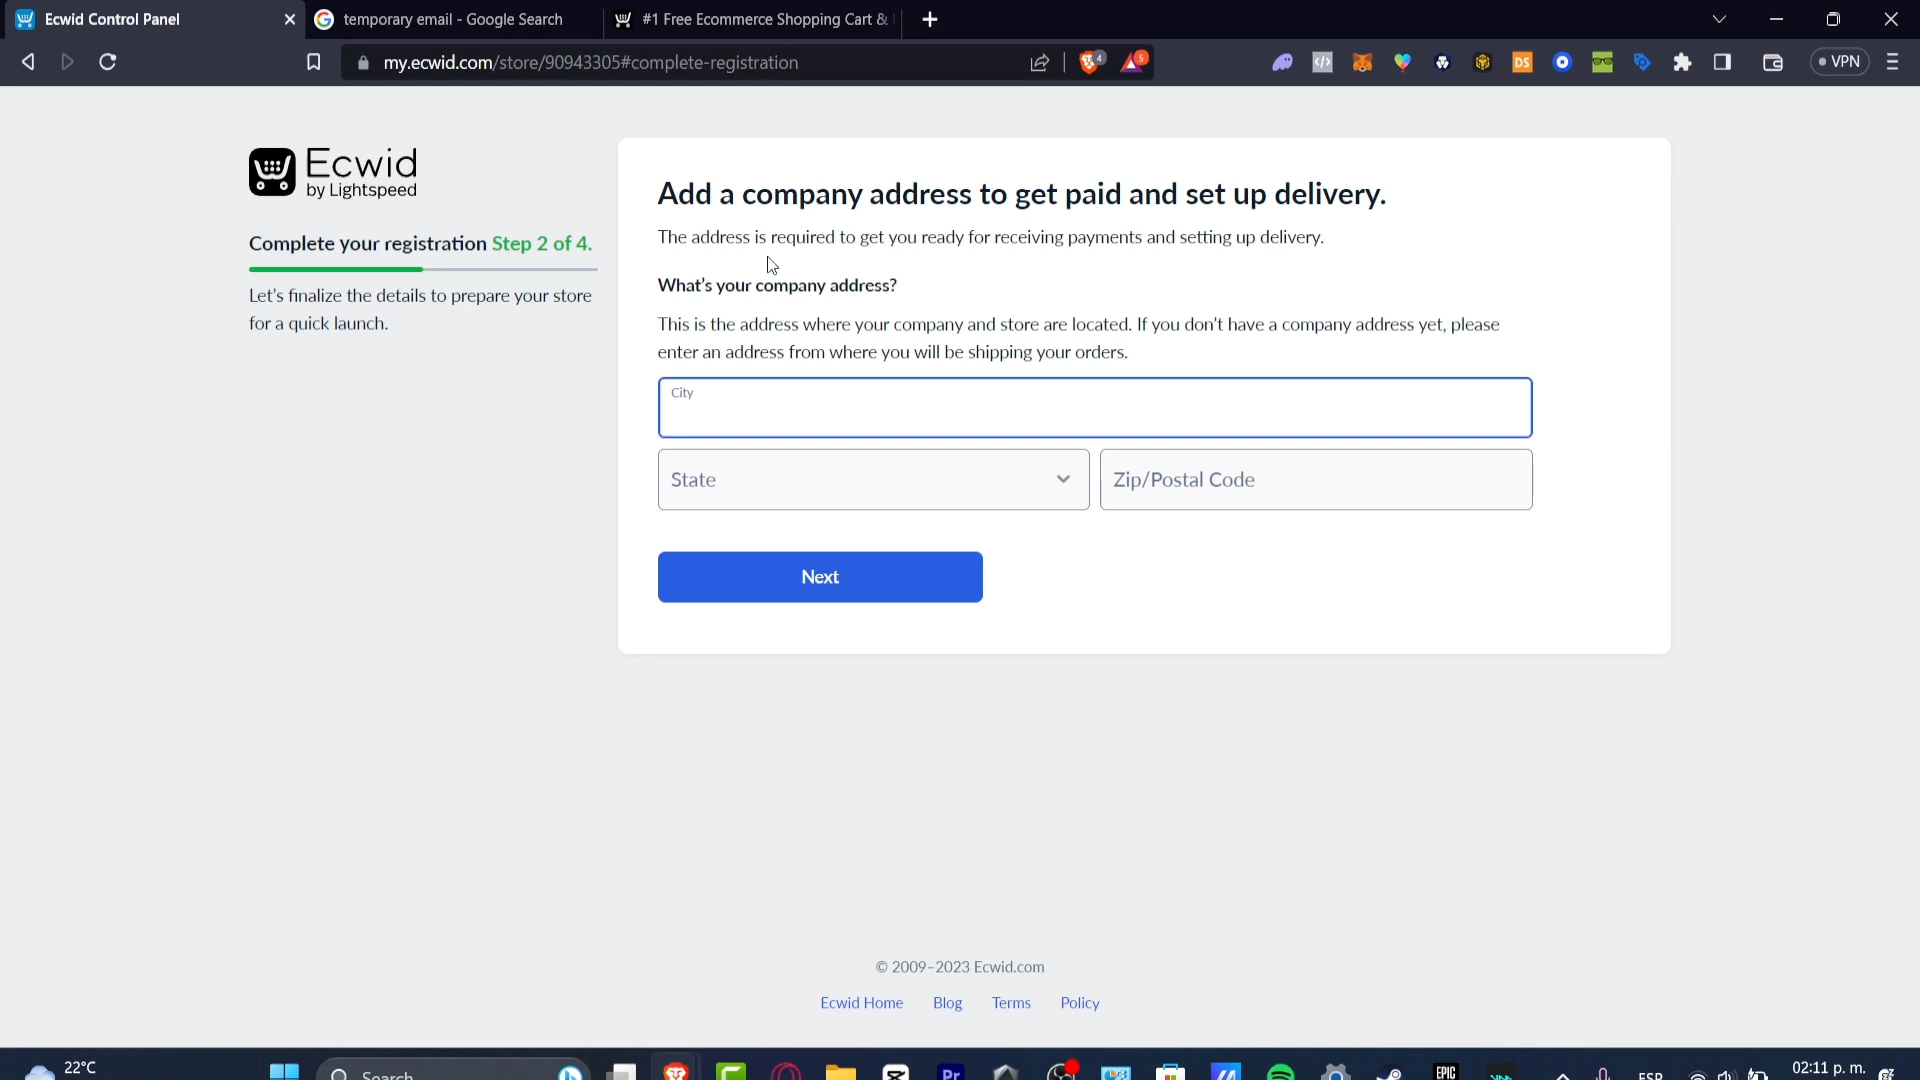 Ecwid Control Panel
temporary email - Google Search
#1 Free Ecommerce Shopping Cart &
my.ecwid.com/store/90943305#complete-registration
4
5
DS
VPN
Ecwid
by Lightspeed
Complete your registration Step 2 of 4.
Let's finalize the details to prepare your store
for a quick launch.
Add a company address to get paid and set up delivery.
The address is required to get you ready for receiving payments and setting up delivery.
What's your company address?
This is the address where your company and store are located. If you don't have a company address yet, please
enter an address from where you will be shipping your orders.
City
State
Zip/Postal Code
Next
© 2009–2023 Ecwid.com
Ecwid Home
Blog
Terms
Policy
22°C
Search
Pr
EPIC
ESP
02:11 p. m.